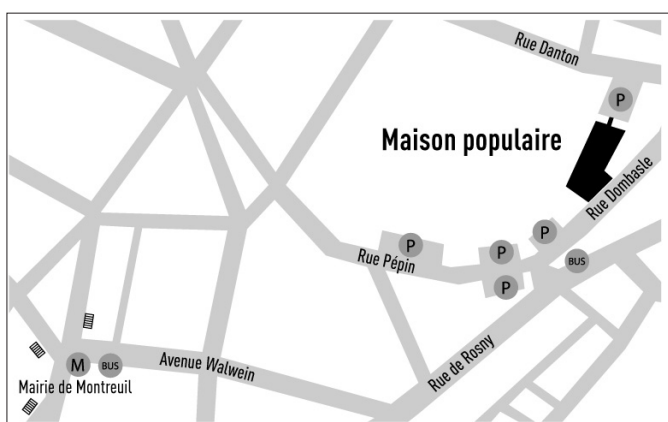 Rue Danton
P
Maison populaire
Rue Dombasle
P
P
P
BUS
Rue Pépin
P
Rue de Rosny
M
BUS
Avenue Walwein
Mairie de Montreuil